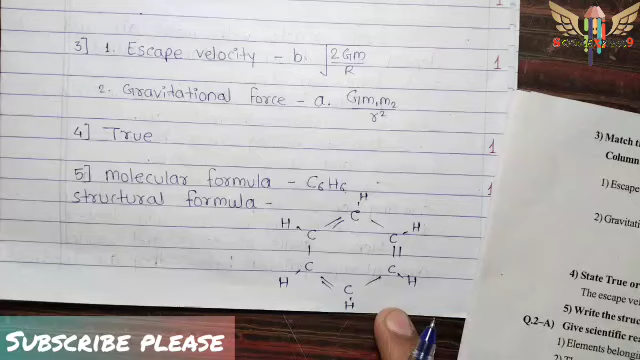 3] 1. Escape velocity - b. √2Gm/R 1
2. Gravitational force - a. Gm₁m₂/r²
4] True 1
5] molecular formula - C₆H₆ 1
structural formula -
H
H C H
C C
C C
H C H
H
3) Match th
Column
1) Escape
2) Gravitati
4) State True or
The escape vel
5) Write the struc
Q.2-A) Give scientific re
1) Elements belong
SUBSCRIBE PLEASE